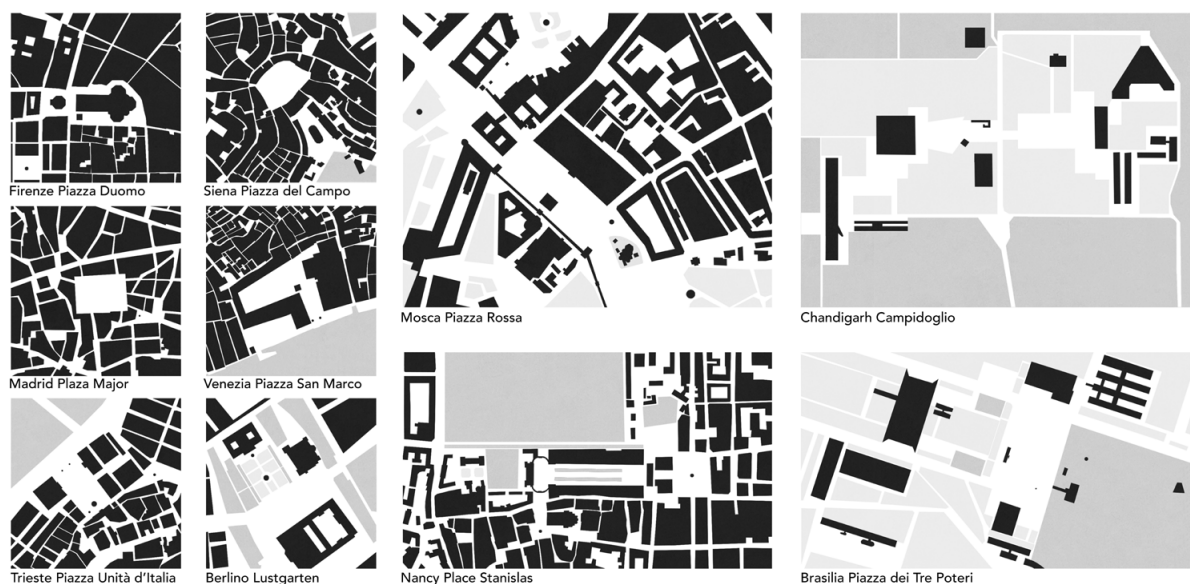 Firenze Piazza Duomo
Siena Piazza del Campo
Mosca Piazza Rossa
Chandigarh Campidoglio
Madrid Plaza Major
Venezia Piazza San Marco
Trieste Piazza Unità d'Italia
Berlino Lustgarten
Nancy Place Stanislas
Brasilia Piazza dei Tre Poteri